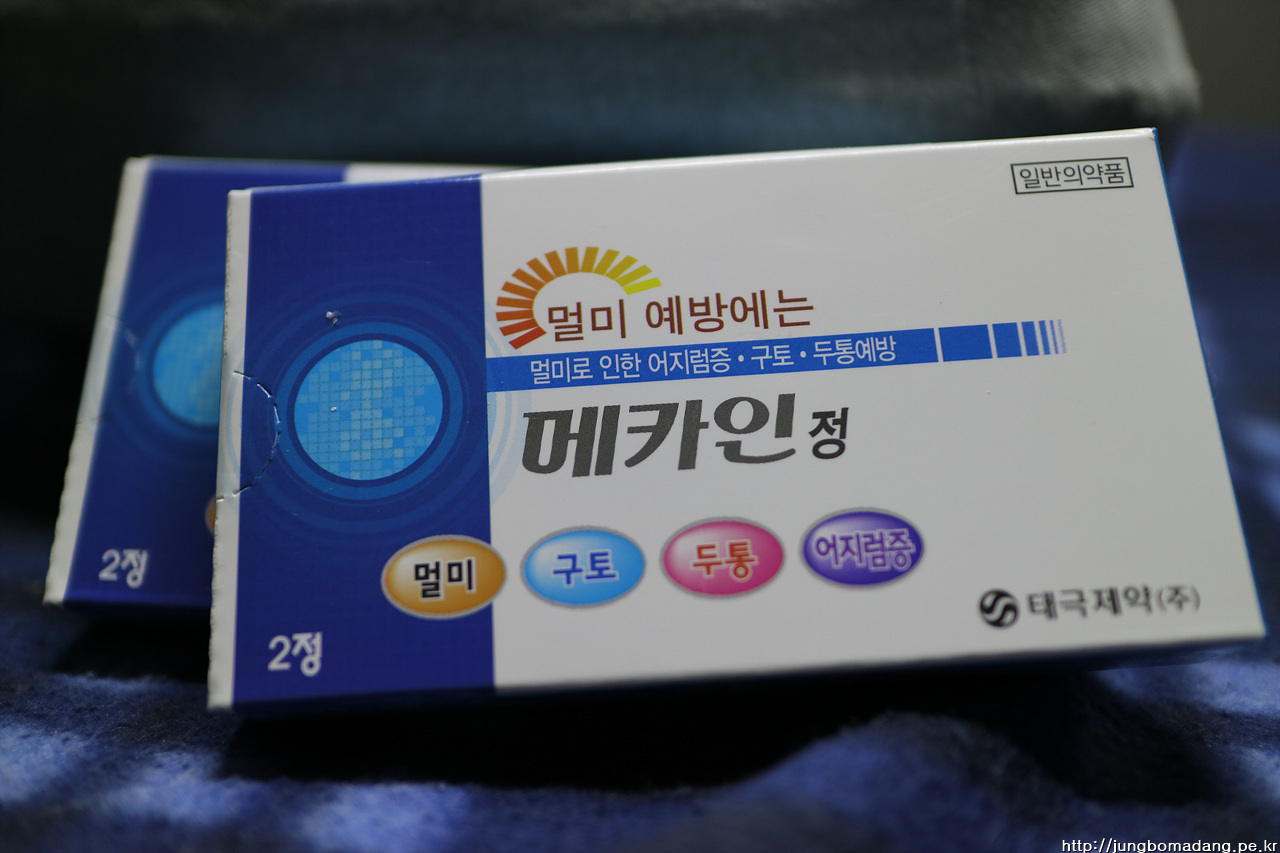 일반의약품
멀미 예방에는
멀미로 인한 어지럼증·구토·두통예방
메카인정
멀미 구토 두통 어지럼증
2정
태극제약(주)
2정
http://jungbomadang.pe.kr